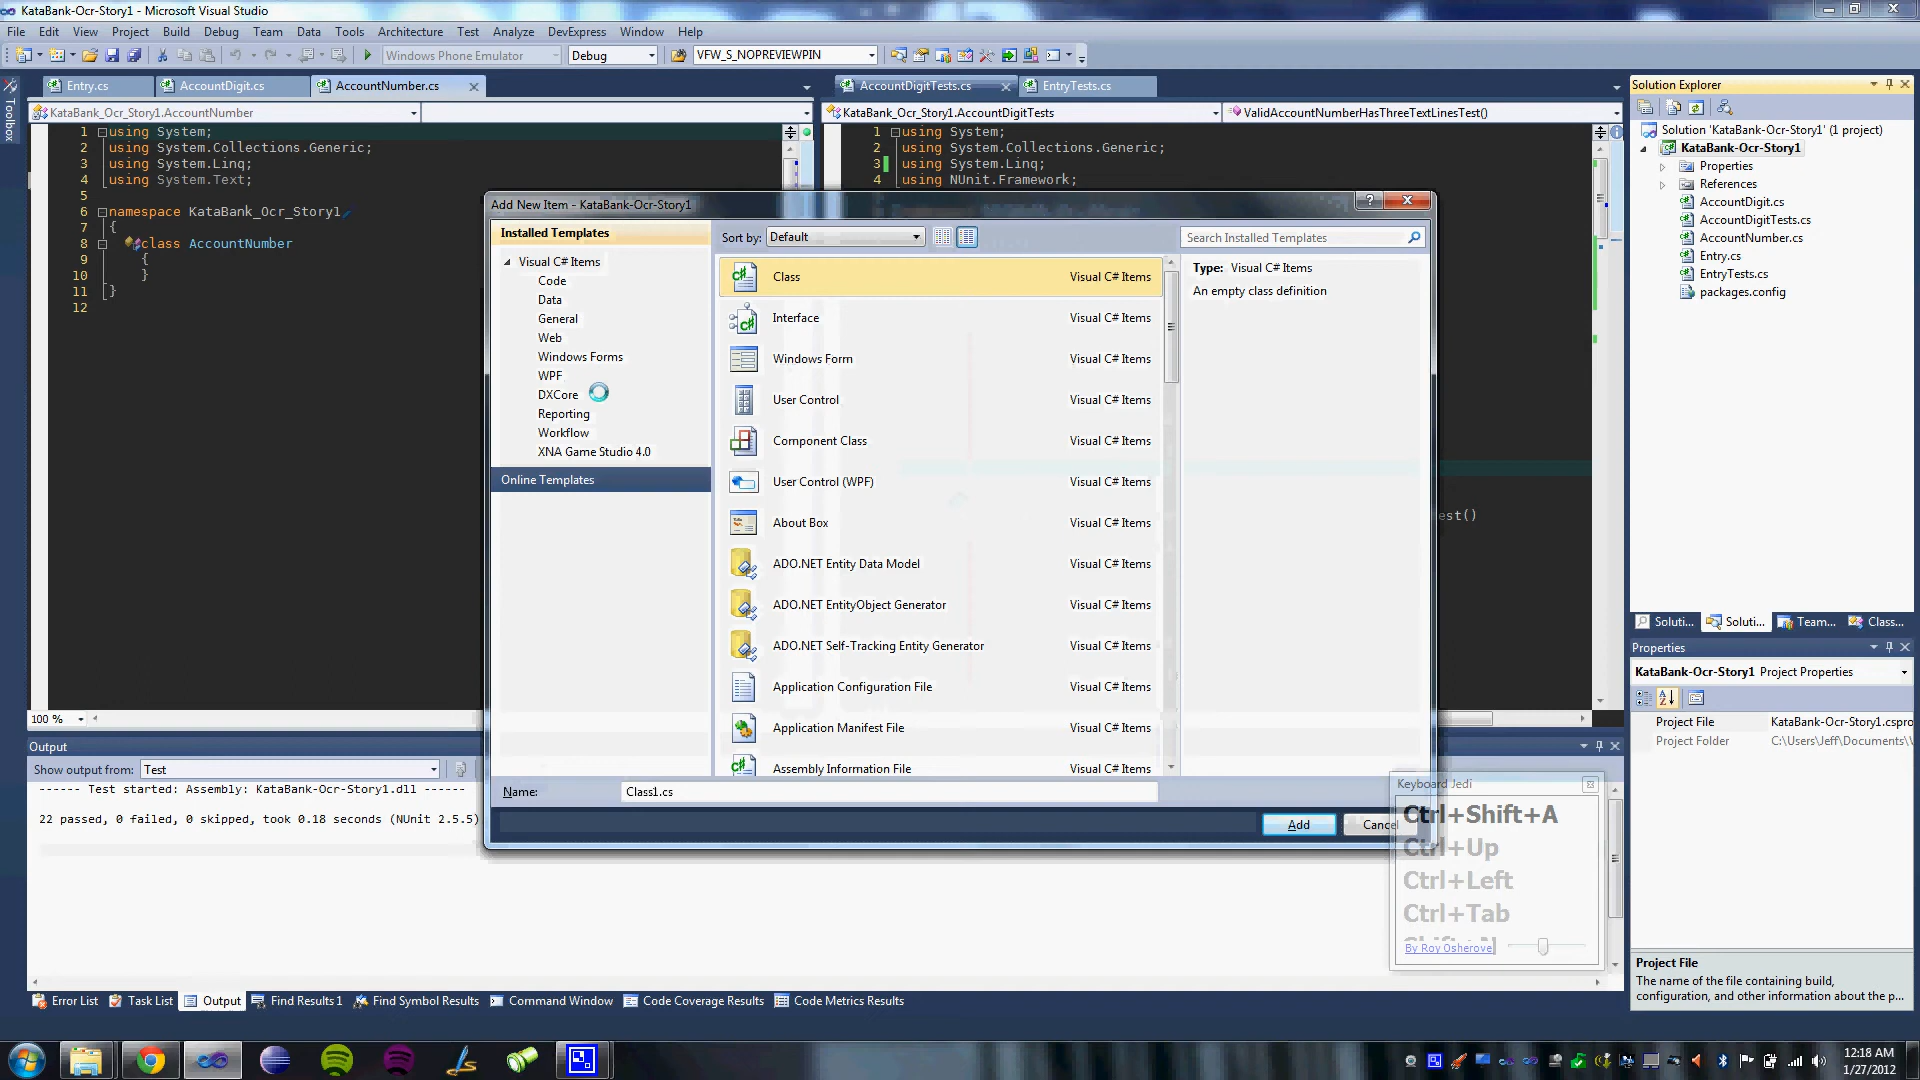 KataBank-Ocr-Story1 - Microsoft Visual Studio
File Edit View Project Build Debug Team Data Tools Architecture Test Analyze DevExpress Window Help
Windows Phone Emulator Debug VFW_S_NOPREVIEWPIN
Toolbox
Entry.cs AccountDigit.cs AccountNumber.cs
KataBank_Ocr_Story1.AccountNumber
1 using System;
2 using System.Collections.Generic;
3 using System.Linq;
4 using System.Text;
5
6 namespace KataBank_Ocr_Story1
7 {
8 class AccountNumber
9 {
10 }
11 }
12
100 %
AccountDigitTests.cs EntryTests.cs
KataBank_Ocr_Story1.AccountDigitTests ValidAccountNumberHasThreeTextLinesTest()
1 using System;
2 using System.Collections.Generic;
3 using System.Linq;
4 using NUnit.Framework;
est()
Add New Item - KataBank-Ocr-Story1
Installed Templates
Visual C# Items
Code
Data
General
Web
Windows Forms
WPF
DXCore
Reporting
Workflow
XNA Game Studio 4.0
Online Templates
Sort by: Default
Search Installed Templates
Class Visual C# Items
Interface Visual C# Items
Windows Form Visual C# Items
User Control Visual C# Items
Component Class Visual C# Items
User Control (WPF) Visual C# Items
About Box Visual C# Items
ADO.NET Entity Data Model Visual C# Items
ADO.NET EntityObject Generator Visual C# Items
ADO.NET Self-Tracking Entity Generator Visual C# Items
Application Configuration File Visual C# Items
Application Manifest File Visual C# Items
Assembly Information File Visual C# Items
Type: Visual C# Items
An empty class definition
Name: Class1.cs
Add Cancel
Keyboard Jedi
Ctrl+Shift+A
Ctrl+Up
Ctrl+Left
Ctrl+Tab
By Roy Osherove
Solution Explorer
Solution 'KataBank-Ocr-Story1' (1 project)
KataBank-Ocr-Story1
Properties
References
AccountDigit.cs
AccountDigitTests.cs
AccountNumber.cs
Entry.cs
EntryTests.cs
packages.config
Soluti... Soluti... Team... Class...
Properties
KataBank-Ocr-Story1 Project Properties
Project File KataBank-Ocr-Story1.cspro
Project Folder C:\Users\Jeff\Documents\
Project File
The name of the file containing build,
configuration, and other information about the p...
Output
Show output from: Test
------ Test started: Assembly: KataBank-Ocr-Story1.dll ------
22 passed, 0 failed, 0 skipped, took 0.18 seconds (NUnit 2.5.5)
Error List Task List Output Find Results 1 Find Symbol Results Command Window Code Coverage Results Code Metrics Results
12:18 AM
1/27/2012